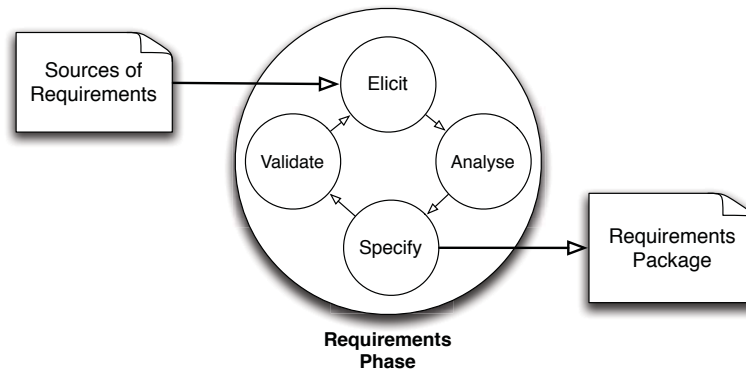 Sources of
Requirements
Elicit
Validate
Analyse
Specify
Requirements
Package
Requirements
Phase